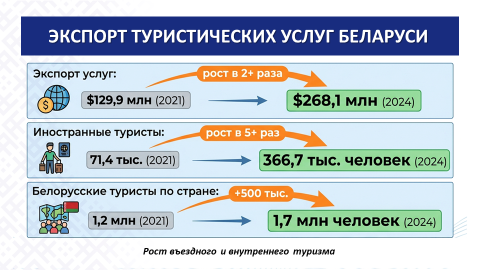 ЭКСПОРТ ТУРИСТИЧЕСКИХ УСЛУГ БЕЛАРУСИ
Экспорт услуг:
рост в 2+ раза
$129,9 млн (2021)
$268,1 млн (2024)
Иностранные туристы:
рост в 5+ раз
71,4 тыс. (2021)
366,7 тыс. человек (2024)
Белорусские туристы по стране:
+500 тыс.
1,2 млн (2021)
1,7 млн человек (2024)
Рост въездного и внутреннего туризма